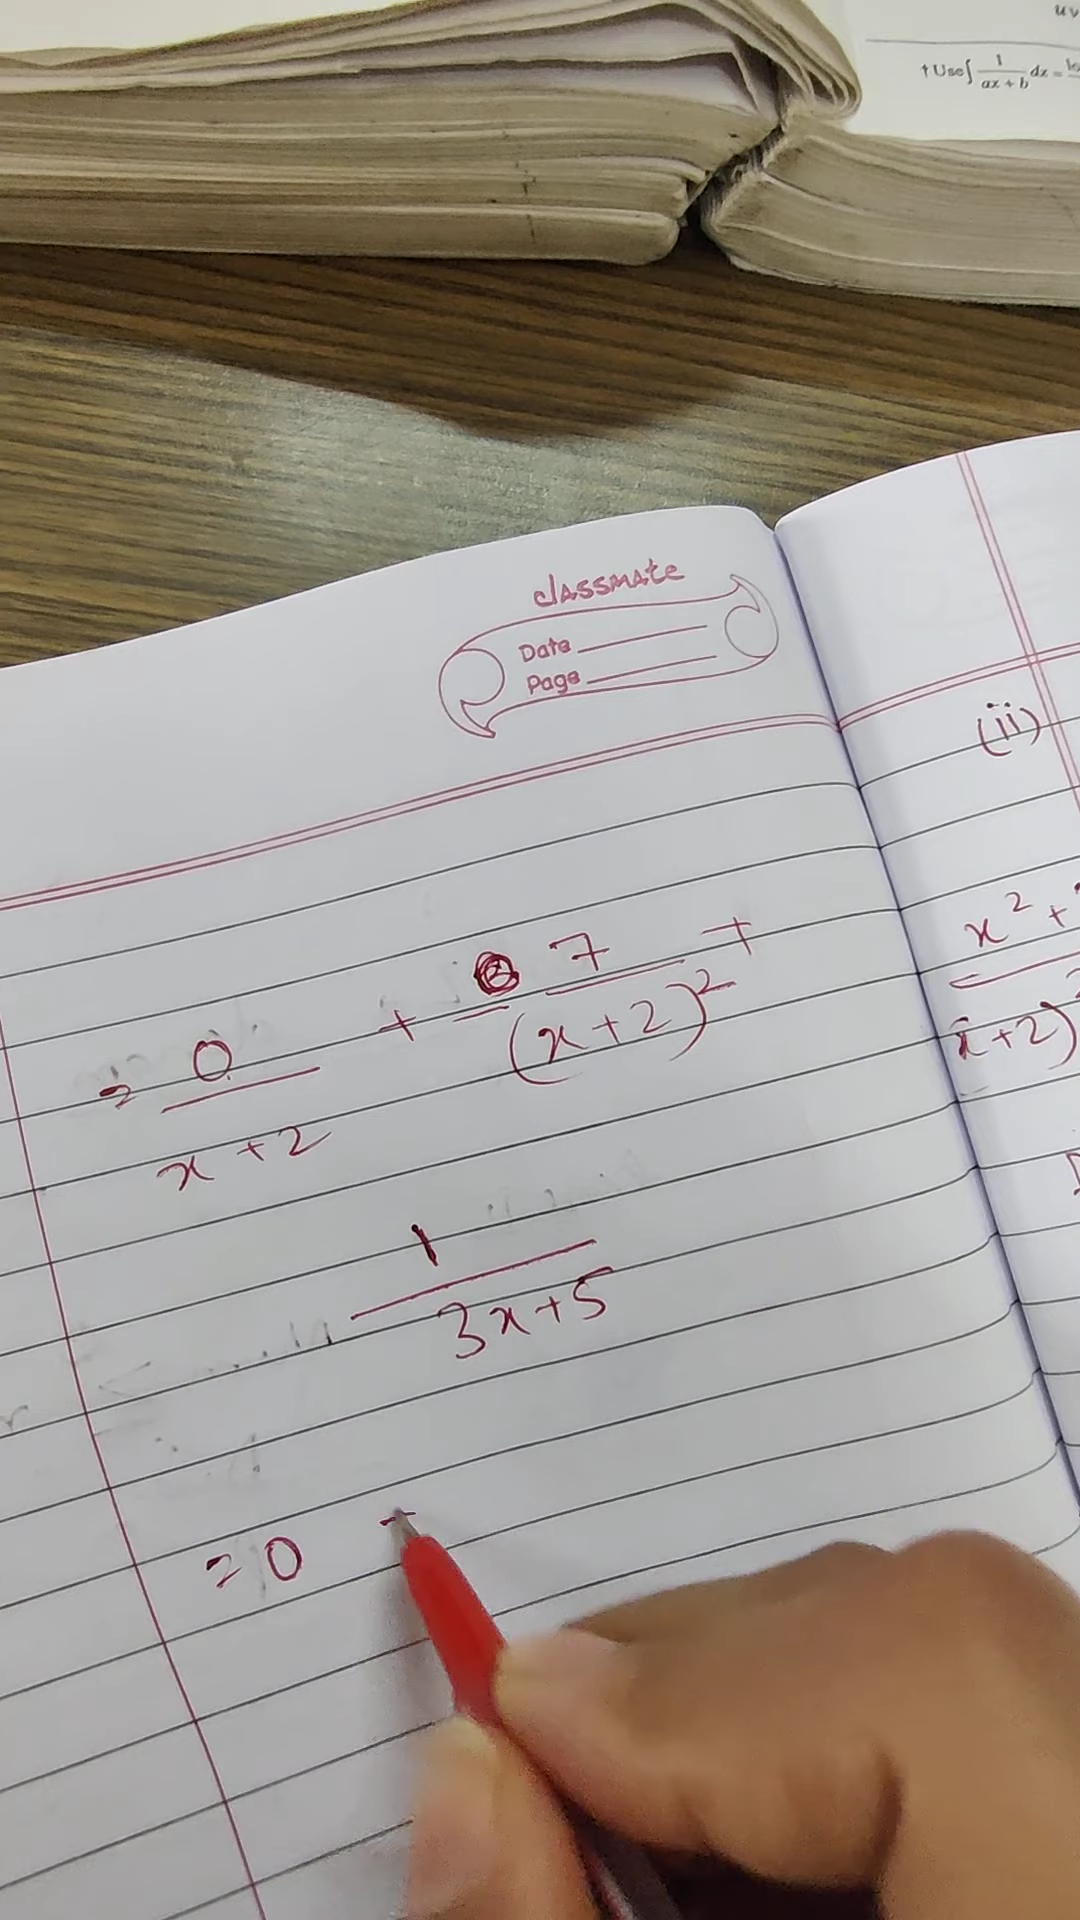 uv
† Use∫ 1/(ax + b) dx =
classmate
Date
Page
(ii)
= 0/(x+2) + 7/(x+2)² +
x² +
x+2)
1/(3x+5)
= 0